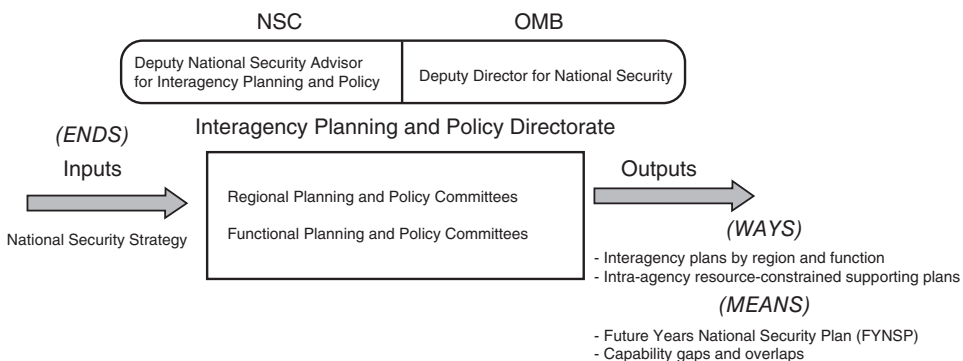 NSC
OMB
Deputy National Security Advisor
for Interagency Planning and Policy
Deputy Director for National Security
Interagency Planning and Policy Directorate
(ENDS)
Inputs
National Security Strategy
Regional Planning and Policy Committees
Functional Planning and Policy Committees
Outputs
(WAYS)
- Interagency plans by region and function
- Intra-agency resource-constrained supporting plans
(MEANS)
- Future Years National Security Plan (FYNSP)
- Capability gaps and overlaps